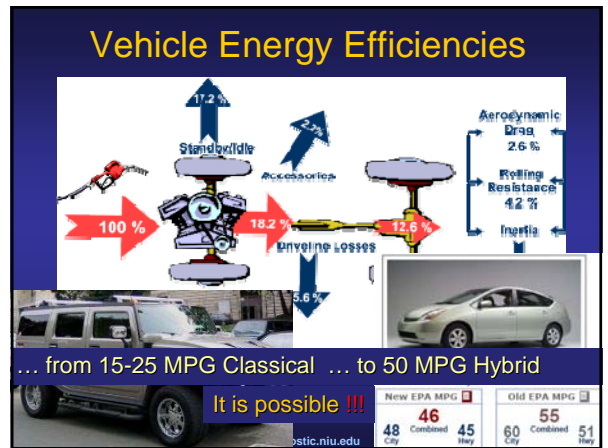 Vehicle Energy Efficiencies
17.2 %
Standby/Idle
2.2%
Accessories
Aerodynamic
Drag
2.6 %
Rolling
Resistance
4.2 %
Inertia
100 %
18.2 %
12.6 %
Driveline Losses
5.6 %
… from 15-25 MPG Classical … to 50 MPG Hybrid
It is possible !!!
New EPA MPG
46
48 Combined 45
City Hwy
Old EPA MPG
55
60 Combined 51
City Hwy
ostic.niu.edu